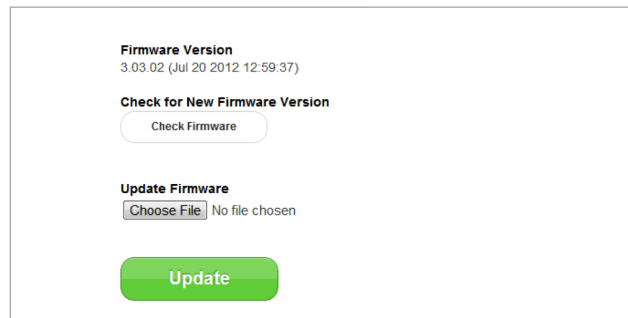 Firmware Version
3.03.02 (Jul 20 2012 12:59:37)
Check for New Firmware Version
Check Firmware
Update Firmware
Choose File No file chosen
Update